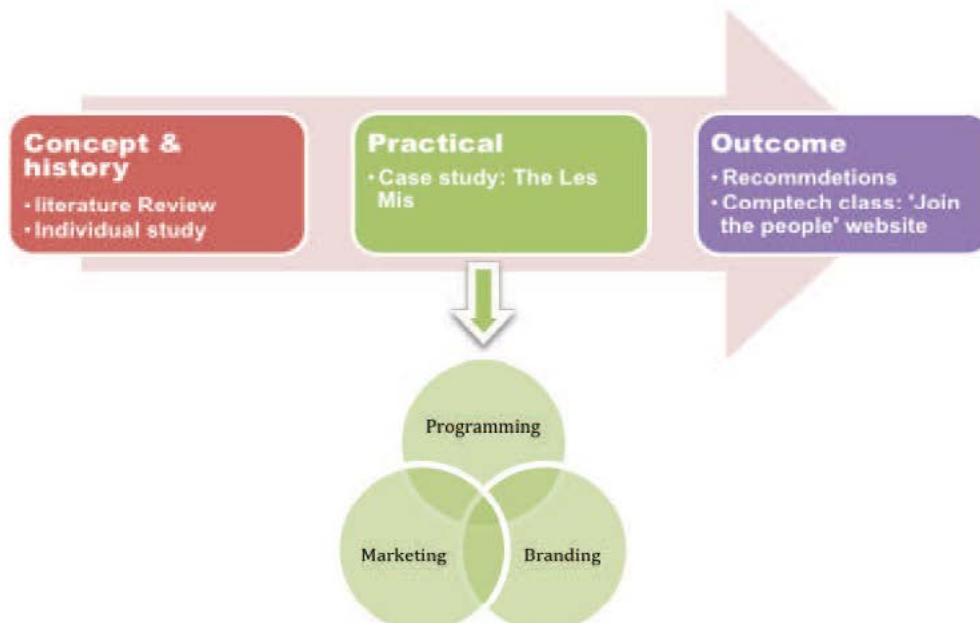 Concept &
history
• literature Review
• Individual study
Practical
• Case study: The Les
Mis
Outcome
• Recommdetions
• Comptech class: 'Join
the people' website
Programming
Marketing
Branding